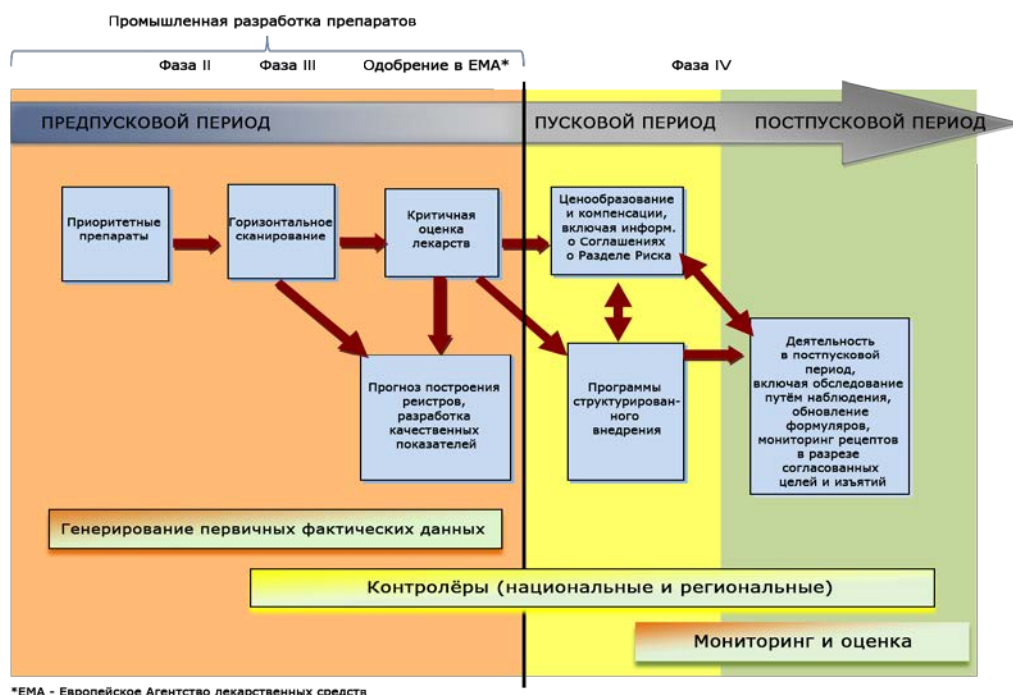 Промышленная разработка препаратов
Фаза II
Фаза III
Одобрение в ЕМА*
Фаза IV
ПРЕДПУСКОВОЙ ПЕРИОД
ПУСКОВОЙ ПЕРИОД
ПОСТПУСКОВОЙ ПЕРИОД
Приоритетные
препараты
Горизонтальное
сканирование
Критичная
оценка
лекарств
Ценообразование
и компенсации,
включая информ.
о Соглашениях
о Разделе Риска
Прогноз построения
реистров,
разработка
качественных
показателей
Программы
структурирован-
ного
внедрения
Деятельность
в постпусковой
период,
включая обследование
путём наблюдения,
обновление
формуляров,
мониторинг рецептов
в разрезе
согласованных
целей и изъятий
Генерирование первичных фактических данных
Контролёры (национальные и региональные)
Мониторинг и оценка
*ЕМА - Европейское Агентство лекарственных средств